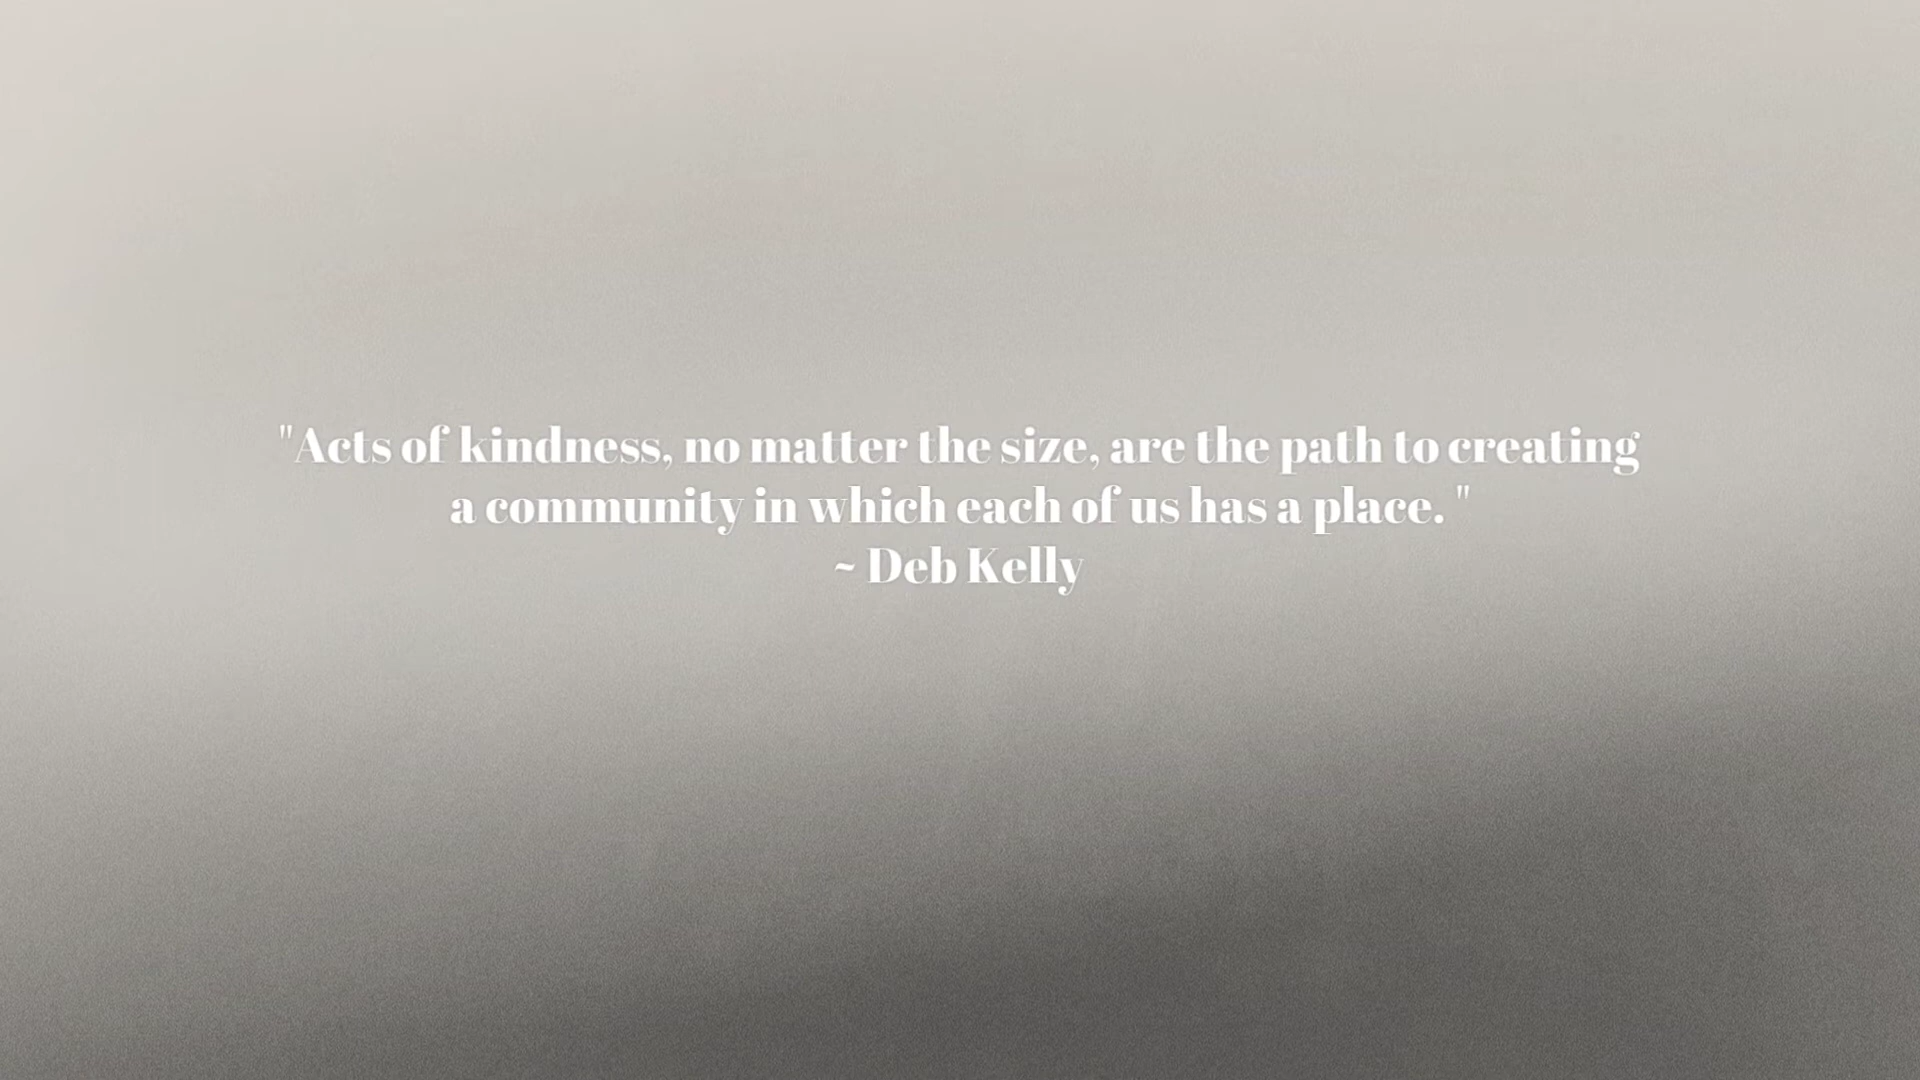 "Acts of kindness, no matter the size, are the path to creating
a community in which each of us has a place. "
~ Deb Kelly